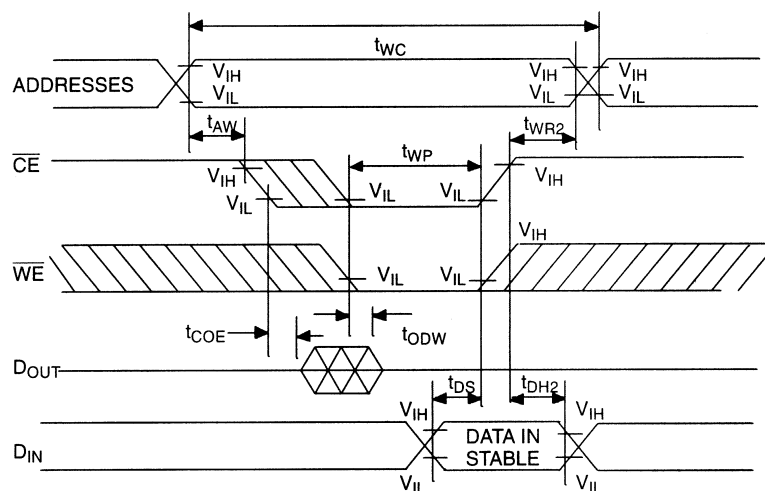 tWC
ADDRESSES
VIH
VIL
VIH
VIL
VIH
VIL
tAW
tWR2
CE
tWP
VIH
VIL
VIL
VIL
VIH
WE
VIH
VIL
VIL
tCOE
tODW
DOUT
tDS
tDH2
VIH
VIH
DIN
DATA IN
STABLE
VIL
VIL